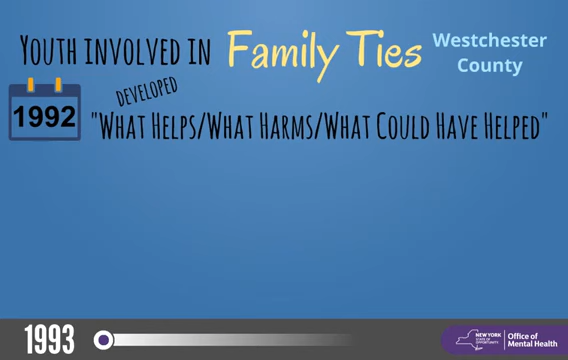 Youth involved in Family Ties Westchester County
1992
developed
"What Helps/What Harms/What Could Have Helped"
1993
NEW YORK
STATE OF
OPPORTUNITY
Office of
Mental Health